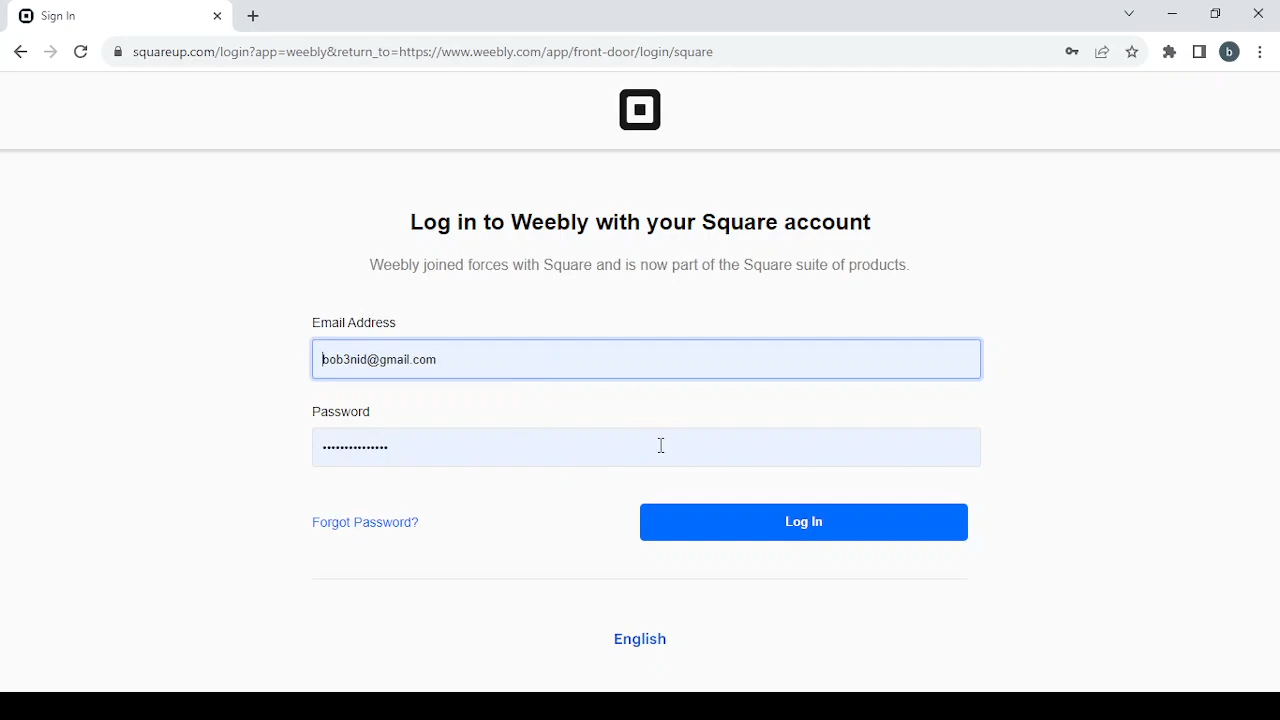 Sign In
squareup.com/login?app=weebly&return_to=https://www.weebly.com/app/front-door/login/square
b
Log in to Weebly with your Square account
Weebly joined forces with Square and is now part of the Square suite of products.
Email Address
bob3nid@gmail.com
Password
•••••••••••••••
Forgot Password?
Log In
English